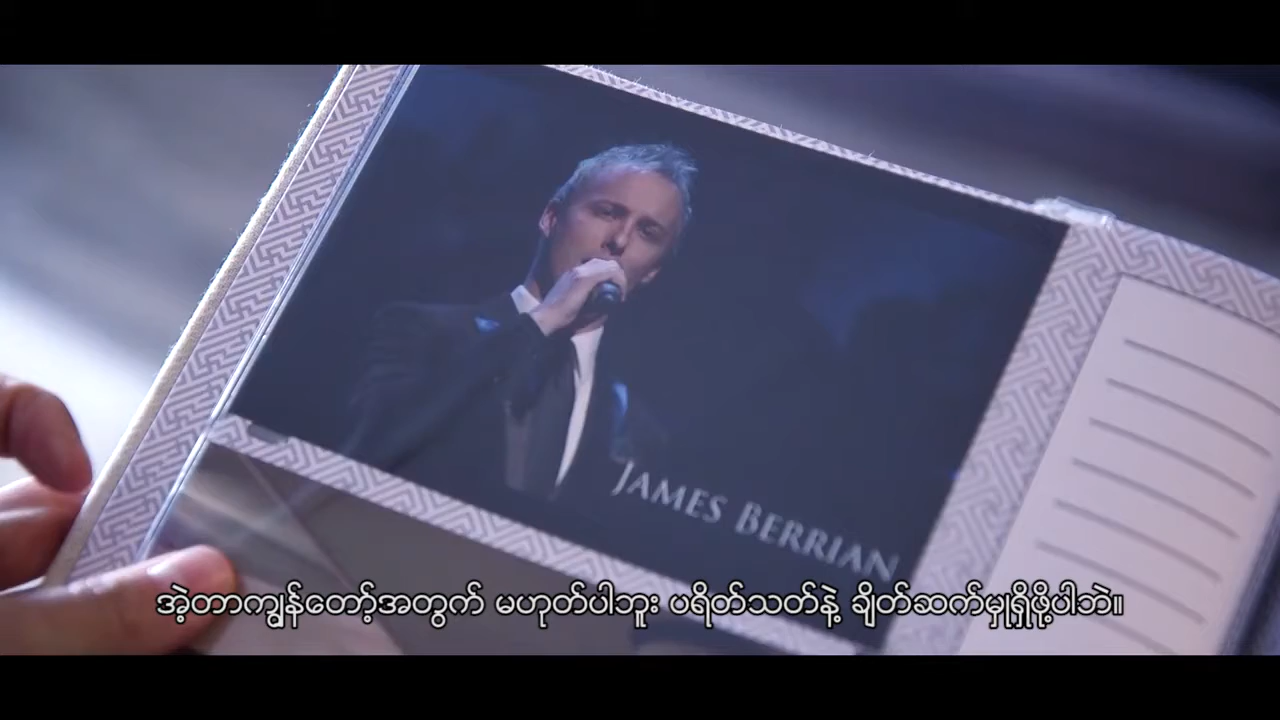 JAMES BERRIAN
အဲ့တာကျွန်တော့်အတွက် မဟုတ်ပါဘူး ပရိတ်သတ်နဲ့ ချိတ်ဆက်မှုရှိဖို့ပါဘဲ။